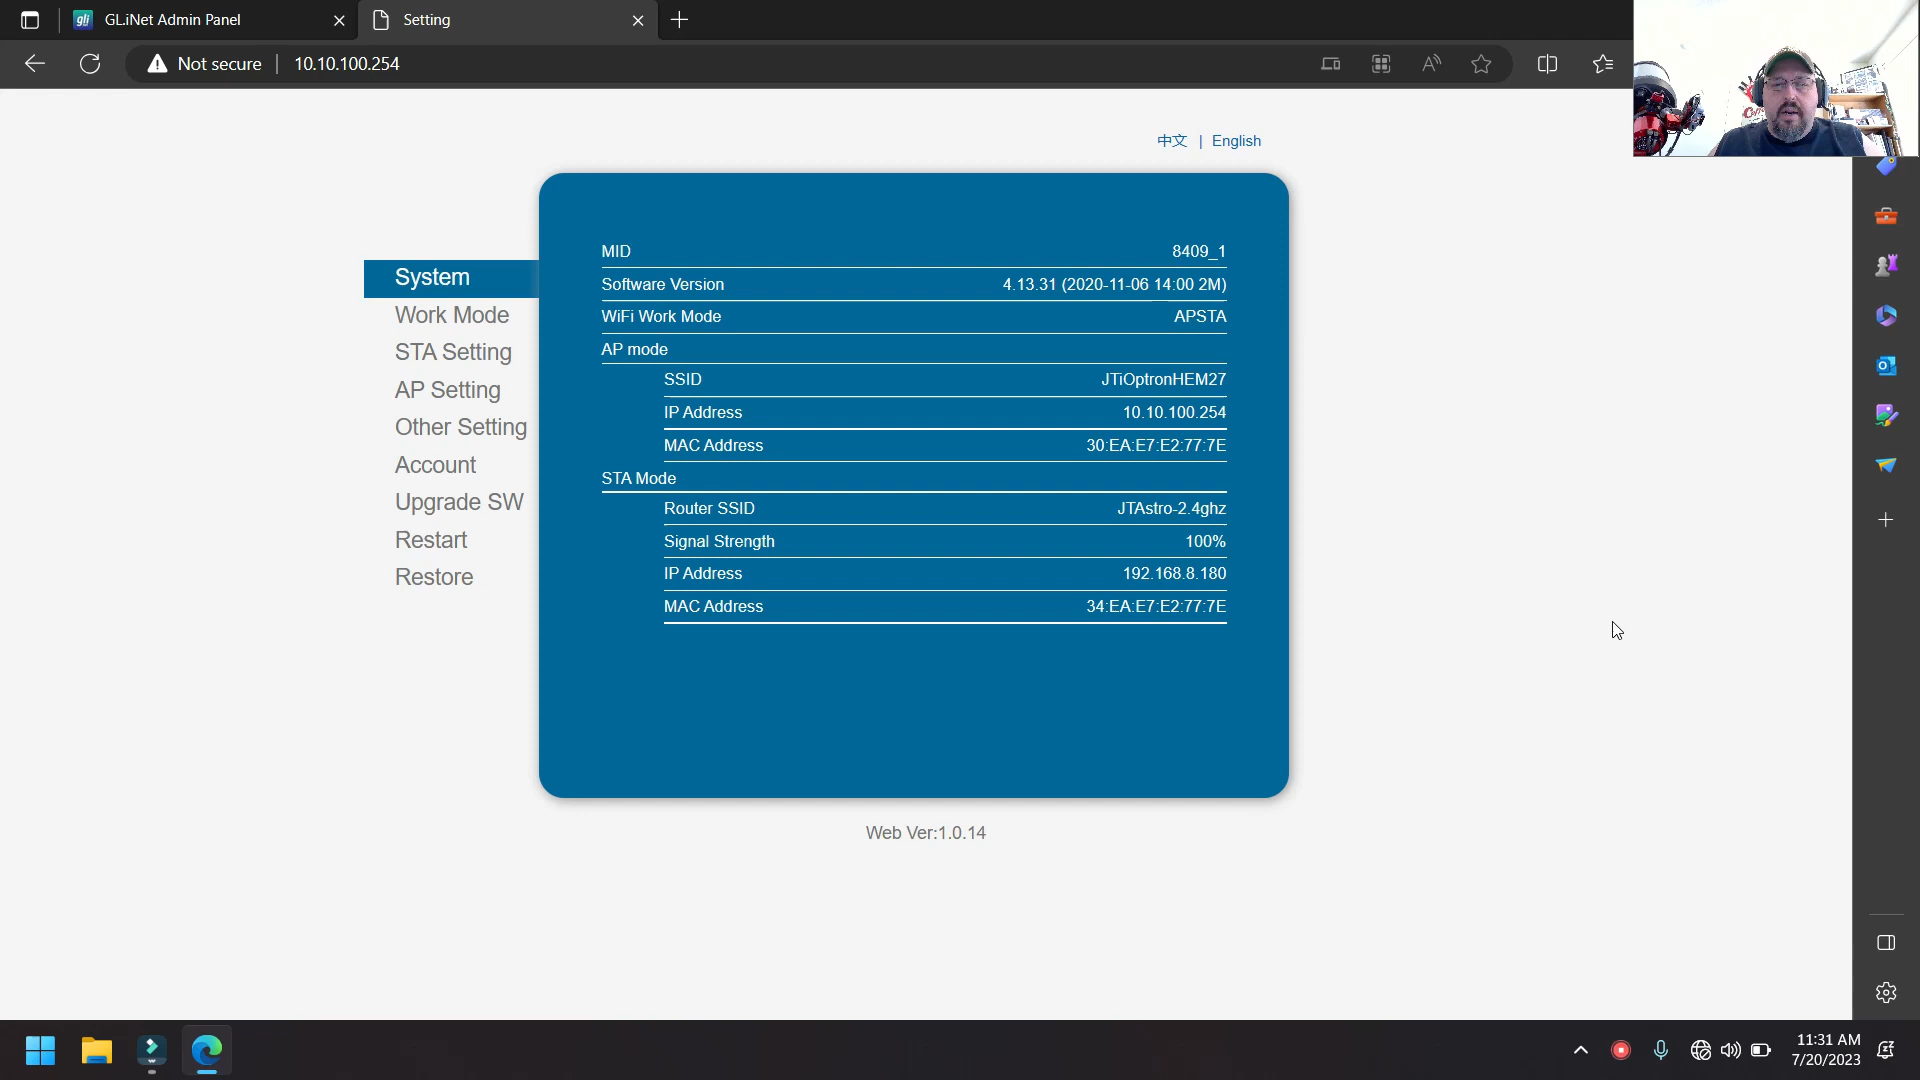 GL.iNet Admin Panel
Setting
Not secure
10.10.100.254
中文 | English
System
Work Mode
STA Setting
AP Setting
Other Setting
Account
Upgrade SW
Restart
Restore
MID 8409_1
Software Version 4.13.31 (2020-11-06 14:00 2M)
WiFi Work Mode APSTA
AP mode
SSID JTiOptronHEM27
IP Address 10.10.100.254
MAC Address 30:EA:E7:E2:77:7E
STA Mode
Router SSID JTAstro-2.4ghz
Signal Strength 100%
IP Address 192.168.8.180
MAC Address 34:EA:E7:E2:77:7E
Web Ver:1.0.14
11:31 AM
7/20/2023